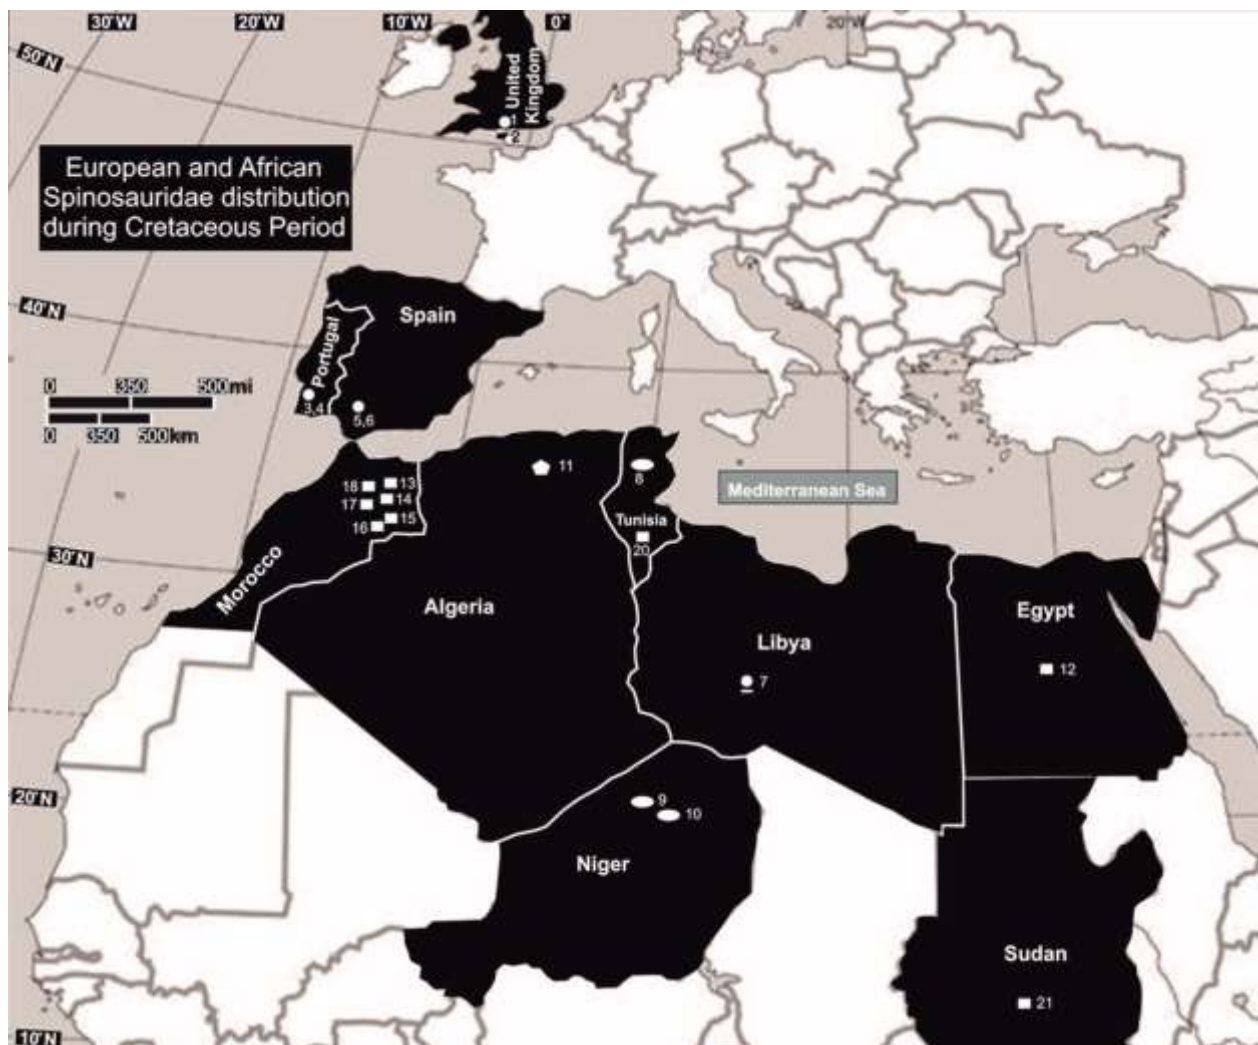 30°W
20°W
10°W
0°
20°W
50°N
United
Kingdom
1
2
European and African
Spinosauridae distribution
during Cretaceous Period
40°N
Portugal
Spain
0 350 500mi
0 350 500km
3,4
5,6
11
8
18
13
17
14
16
15
Mediterranean Sea
Tunisia
20
30°N
Morocco
Algeria
Libya
Egypt
7
12
20°N
9
10
Niger
Sudan
21
10°N